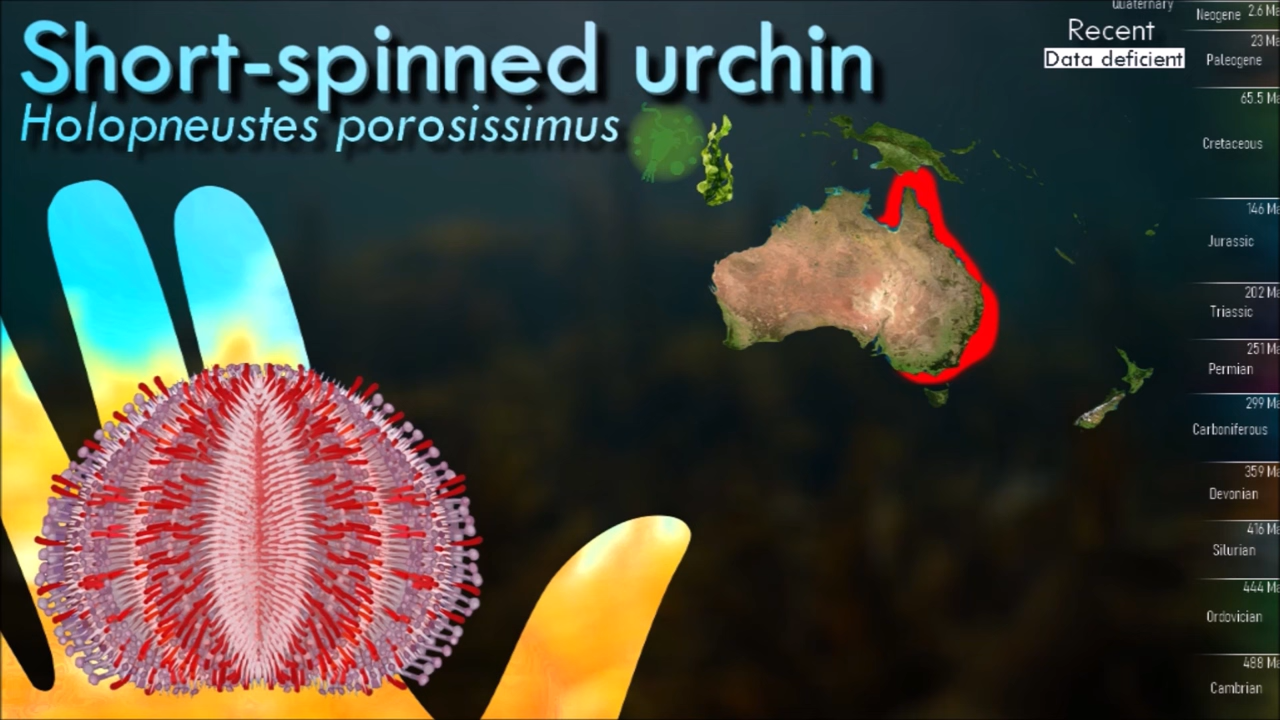 Short-spinned urchin
Holopneustes porosissimus
Recent
Data deficient
Quaternary
2.6 Ma
Neogene
23 Ma
Paleogene
65.5 Ma
Cretaceous
146 Ma
Jurassic
202 Ma
Triassic
251 Ma
Permian
299 Ma
Carboniferous
359 Ma
Devonian
416 Ma
Silurian
444 Ma
Ordovician
488 Ma
Cambrian